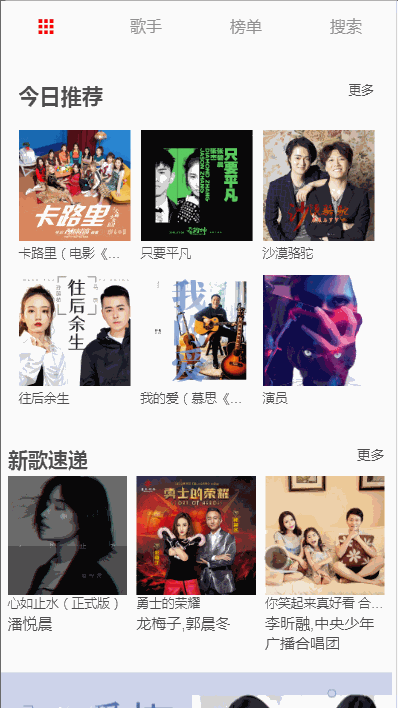 歌手 榜单 搜索
今日推荐 更多
卡路里
只要平凡
沙漠骆驼
卡路里（电影《...
只要平凡
沙漠骆驼
往后余生
我的爱
往后余生
我的爱（慕思《...
演员
新歌速递 更多
勇士的荣耀
心如止水（正式版）
潘悦晨
勇士的荣耀
龙梅子,郭晨冬
你笑起来真好看 合...
李昕融,中央少年
广播合唱团